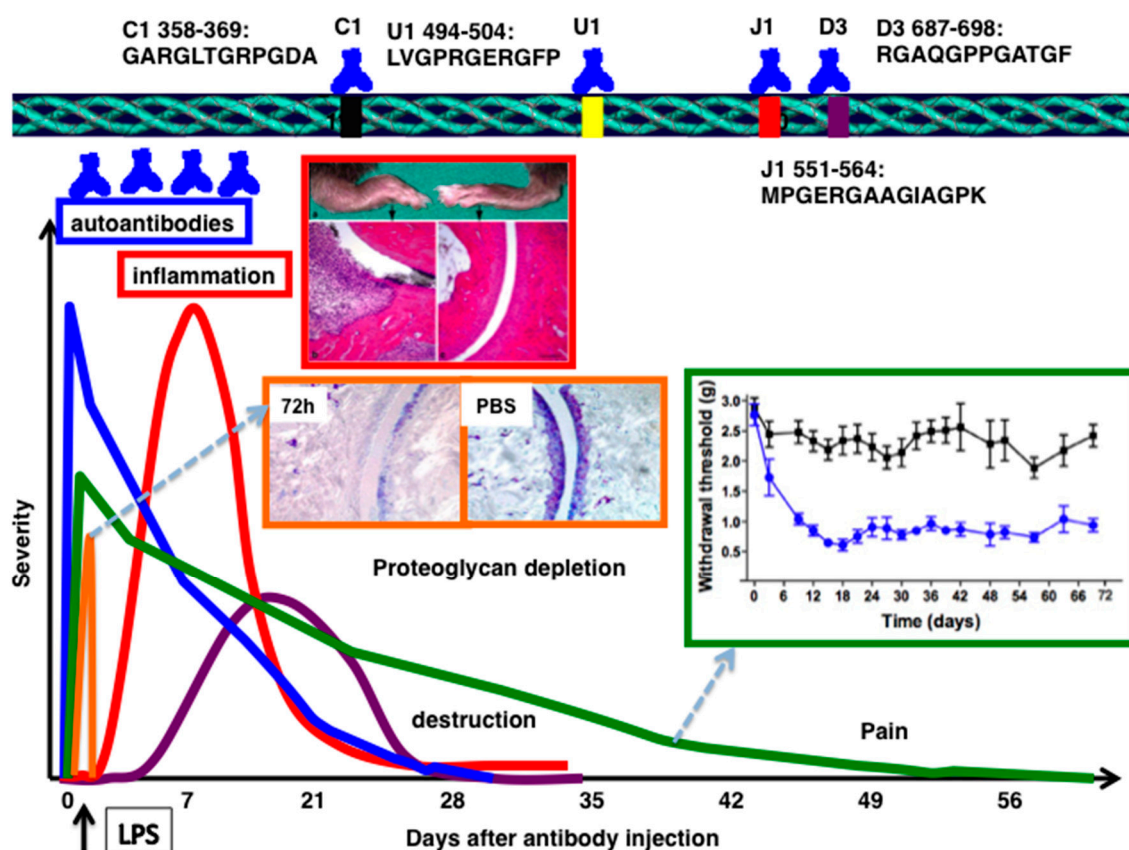 C1 358-369:
GARGLTGRPGDA
C1
U1 494-504:
LVGPRGERGFP
U1
J1
D3
D3 687-698:
RGAQGPPGATGF
J1 551-564:
MPGERGAAGIAGPK
autoantibodies
inflammation
72h
PBS
Proteoglycan depletion
destruction
Pain
Severity
0 7 21 28 35 42 49 56
LPS
Days after antibody injection
Withdrawal threshold (g)
3.0
2.5
2.0
1.5
1.0
0.5
0 6 12 18 24 30 36 42 48 54 60 66 72
Time (days)